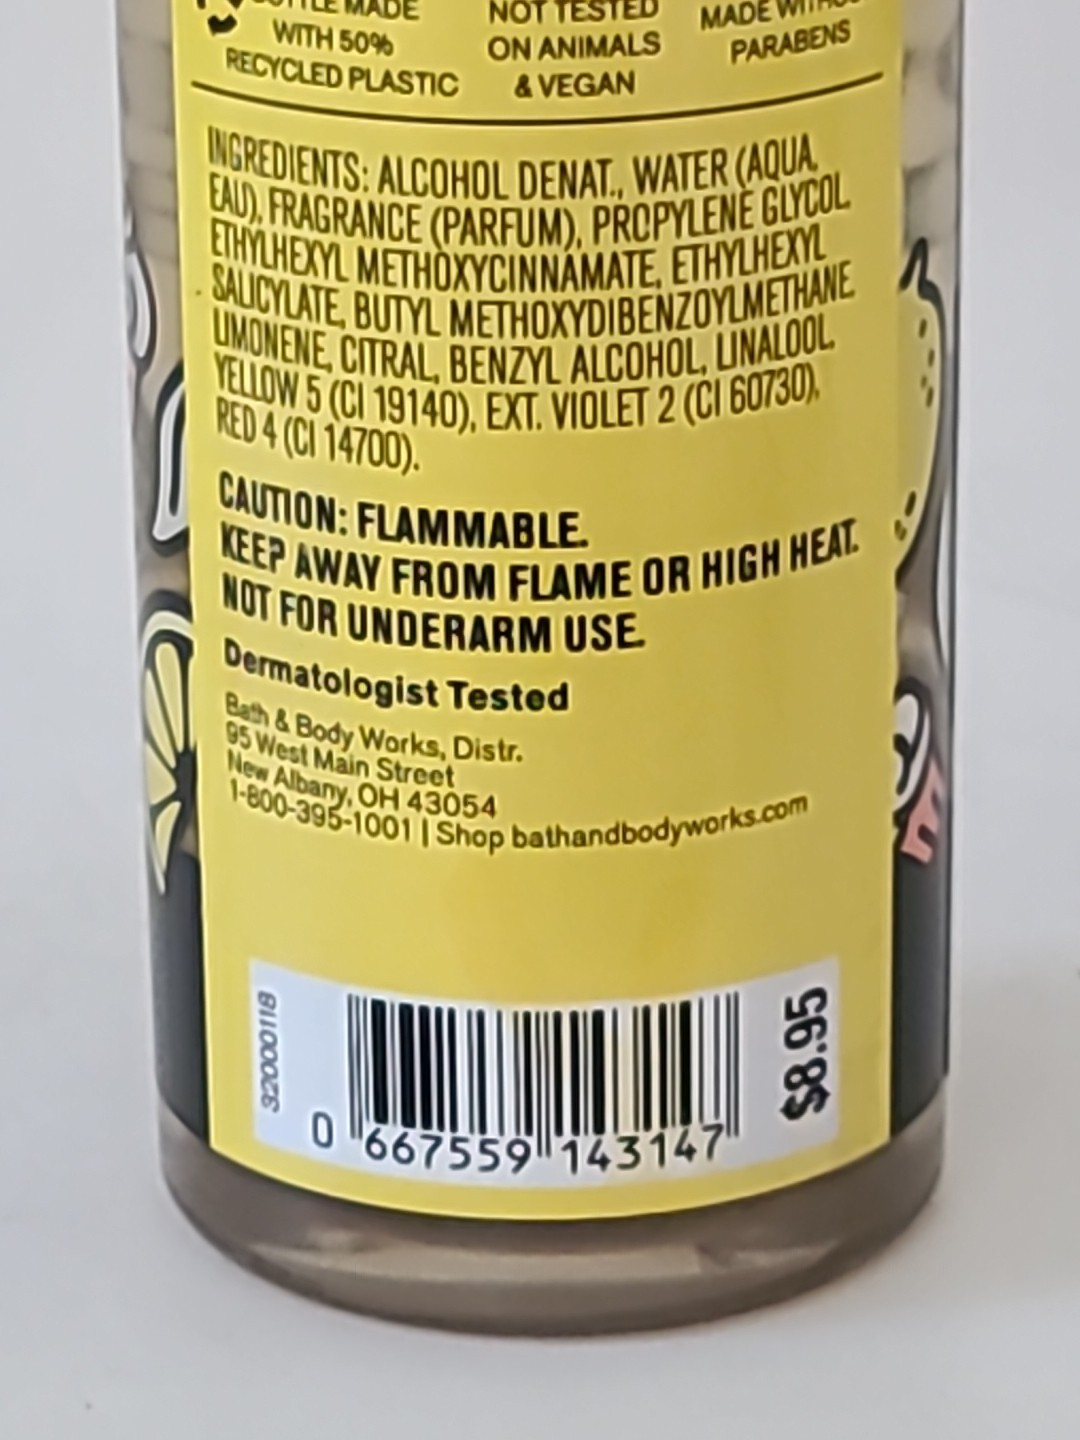 MADE
WITH 50%
RECYCLED PLASTIC
NOT TESTED
ON ANIMALS
& VEGAN
MADE
PARABENS
INGREDIENTS: ALCOHOL DENAT., WATER (AQUA,
EAU), FRAGRANCE (PARFUM), PROPYLENE GLYCOL,
ETHYLHEXYL METHOXYCINNAMATE, ETHYLHEXYL
SALICYLATE, BUTYL METHOXYDIBENZOYLMETHANE,
LIMONENE, CITRAL, BENZYL ALCOHOL, LINALOOL,
YELLOW 5 (CI 19140), EXT. VIOLET 2 (CI 60730),
RED 4 (CI 14700).
CAUTION: FLAMMABLE.
KEEP AWAY FROM FLAME OR HIGH HEAT.
NOT FOR UNDERARM USE.
Dermatologist Tested
Bath & Body Works, Distr.
95 West Main Street
New Albany, OH 43054
1-800-395-1001 | Shop bathandbodyworks.com
32000118
0 667559 143147
$8.95